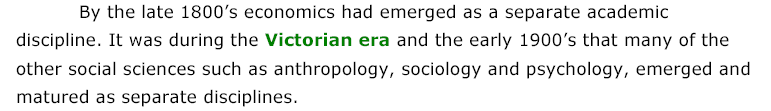 By the late 1800’s economics had emerged as a separate academic
discipline. It was during the Victorian era and the early 1900’s that many of the
other social sciences such as anthropology, sociology and psychology, emerged and
matured as separate disciplines.